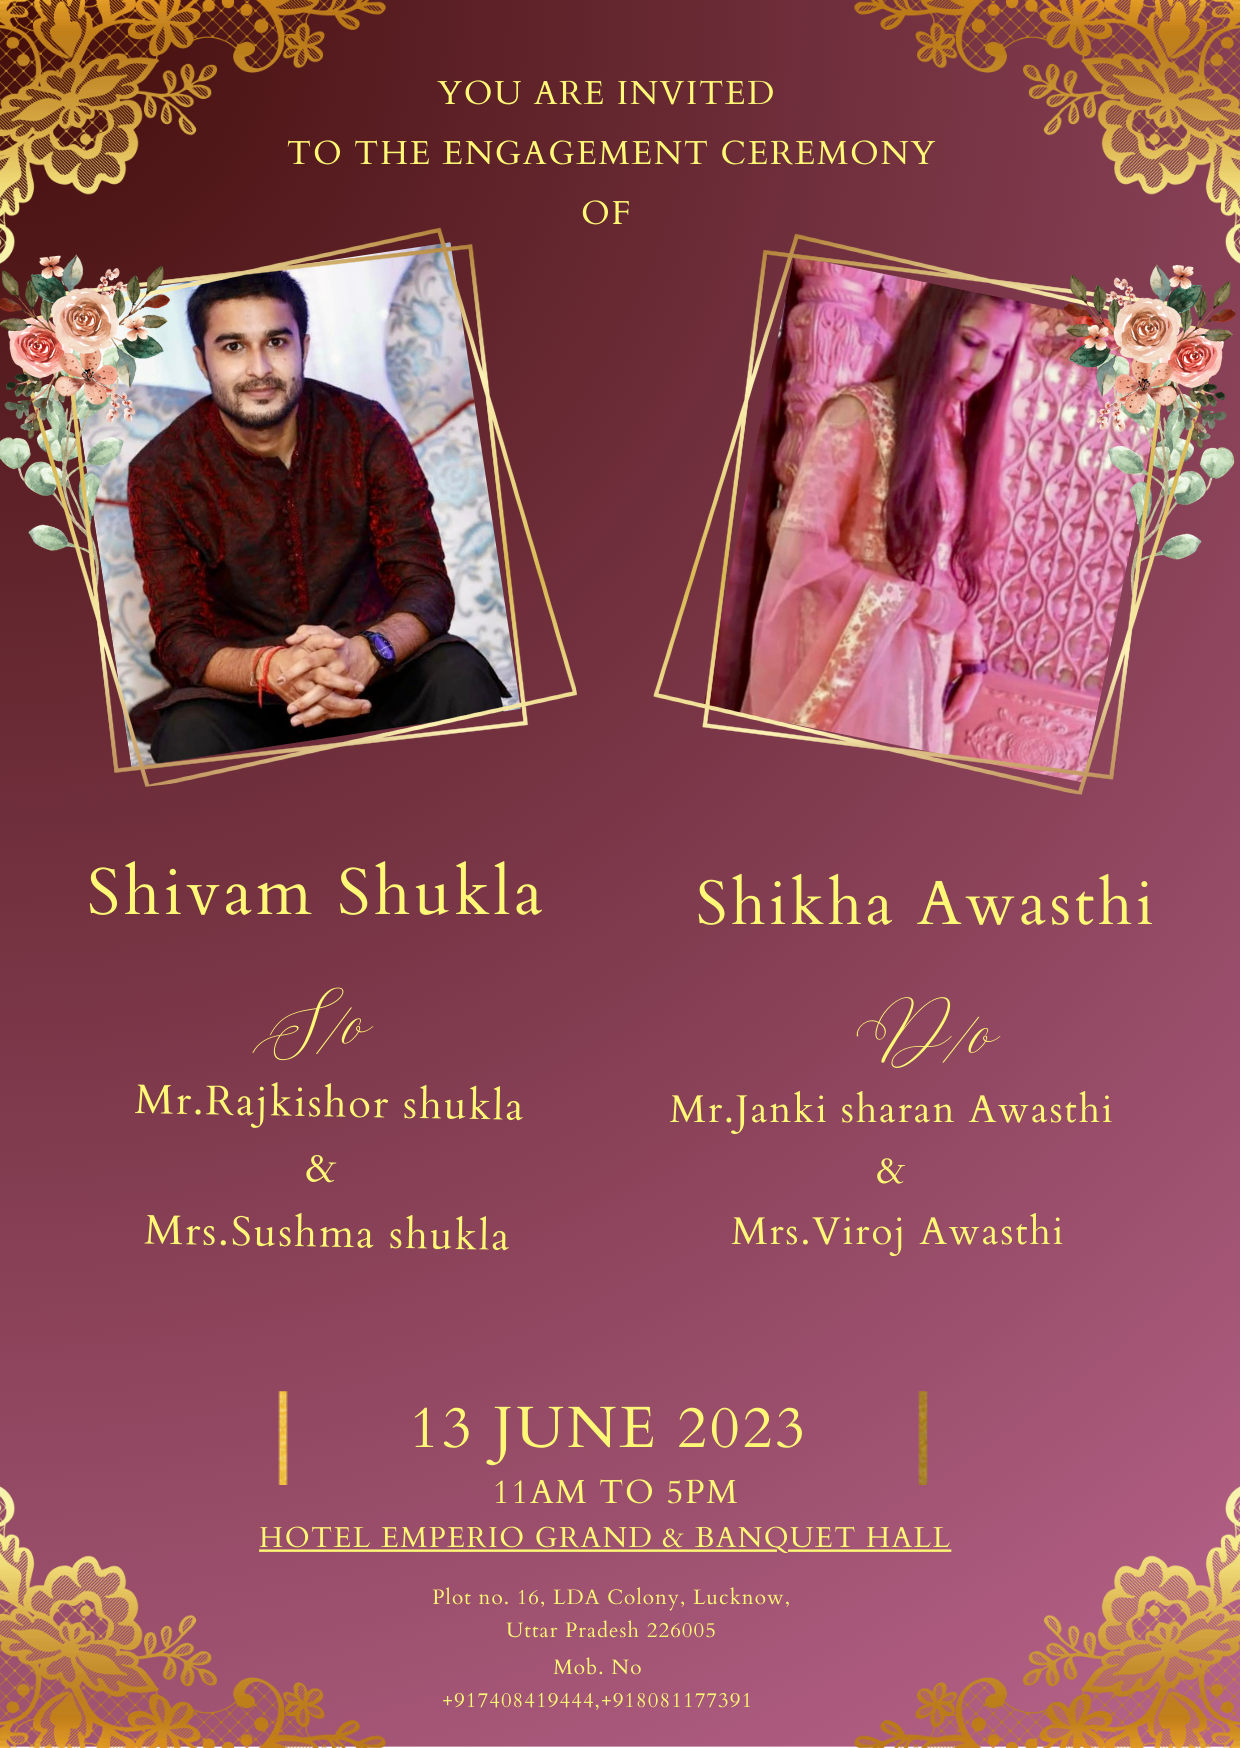 YOU ARE INVITED
TO THE ENGAGEMENT CEREMONY
OF
Shivam Shukla
S/o
Mr.Rajkishor shukla
&
Mrs.Sushma shukla
Shikha Awasthi
D/o
Mr.Janki sharan Awasthi
&
Mrs.Viroj Awasthi
13 JUNE 2023
11AM TO 5PM
HOTEL EMPERIO GRAND & BANQUET HALL
Plot no. 16, LDA Colony, Lucknow,
Uttar Pradesh 226005
Mob. No
+917408419444,+918081177391